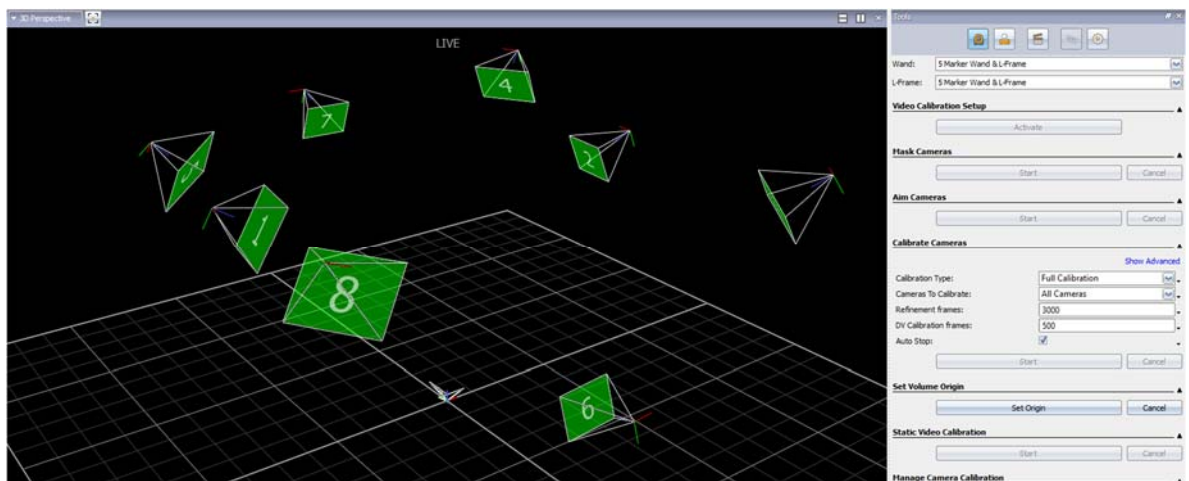 3D Perspective
LIVE
4
7
2
1
8
6
Tools
Wand: 5 Marker Wand & L-Frame
L-Frame: 5 Marker Wand & L-Frame
Video Calibration Setup
Activate
Mask Cameras
Start Cancel
Aim Cameras
Start Cancel
Calibrate Cameras
Show Advanced
Calibration Type: Full Calibration
Cameras To Calibrate: All Cameras
Refinement frames: 3000
DV Calibration frames: 500
Auto Stop:
Start Cancel
Set Volume Origin
Set Origin Cancel
Static Video Calibration
Start Cancel
Manage Camera Calibration